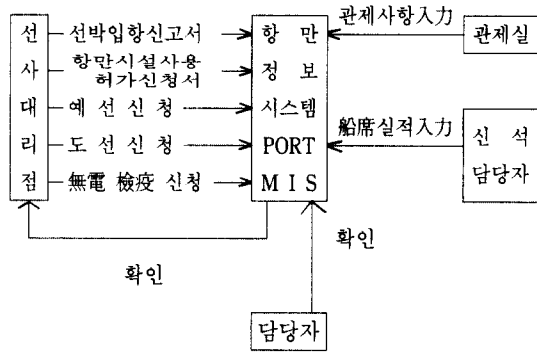 선 선박입항신고서 항 만 관제사항入力 관제실
사 항만시설사용 허가신청서 정 보
대 예 선 신 청 시스템 船席실적入力 신 석
리 도 선 신 청 PORT 담당자
점 無電 檢疫 신청 M I S
확인
확인
담당자